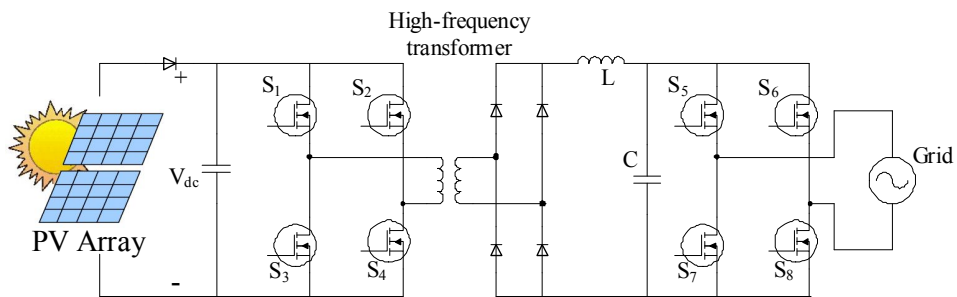 High-frequency
transformer
+
S1
S2
L
S5
S6
Vdc
C
Grid
PV Array
-
S3
S4
S7
S8